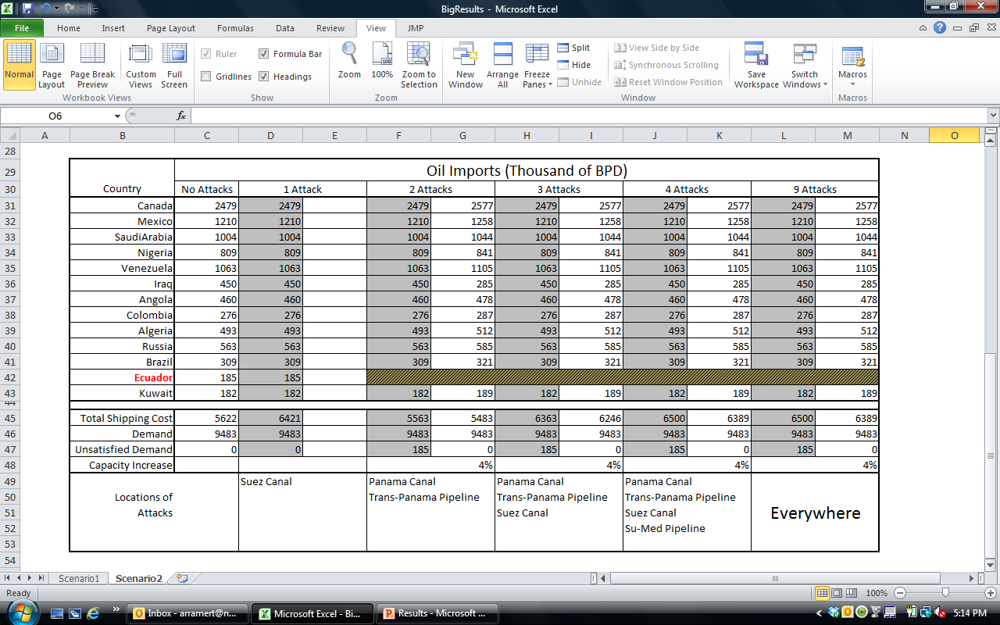 BigResults - Microsoft Excel
File Home Insert Page Layout Formulas Data Review View JMP
Normal Page Layout Page Break Preview Custom Views Full Screen
Workbook Views
Ruler Formula Bar
Gridlines Headings
Show
Zoom 100% Zoom to Selection
Zoom
New Window Arrange All Freeze Panes
Split
Hide
Unhide
View Side by Side
Synchronous Scrolling
Reset Window Position
Window
Save Workspace Switch Windows
Macros
Macros
O6 fx
A B C D E F G H I J K L M N O
28
29 Oil Imports (Thousand of BPD)
30 Country No Attacks 1 Attack 2 Attacks 3 Attacks 4 Attacks 9 Attacks
31 Canada 2479 2479 2479 2577 2479 2577 2479 2577 2479 2577
32 Mexico 1210 1210 1210 1258 1210 1258 1210 1258 1210 1258
33 SaudiArabia 1004 1004 1004 1044 1004 1044 1004 1044 1004 1044
34 Nigeria 809 809 809 841 809 841 809 841 809 841
35 Venezuela 1063 1063 1063 1105 1063 1105 1063 1105 1063 1105
36 Iraq 450 450 450 285 450 285 450 285 450 285
37 Angola 460 460 460 478 460 478 460 478 460 478
38 Colombia 276 276 276 287 276 287 276 287 276 287
39 Algeria 493 493 493 512 493 512 493 512 493 512
40 Russia 563 563 563 585 563 585 563 585 563 585
41 Brazil 309 309 309 321 309 321 309 321 309 321
42 Ecuador 185 185
43 Kuwait 182 182 182 189 182 189 182 189 182 189
44
45 Total Shipping Cost 5622 6421 5563 5483 6363 6246 6500 6389 6500 6389
46 Demand 9483 9483 9483 9483 9483 9483 9483 9483 9483 9483
47 Unsatisfied Demand 0 0 185 0 185 0 185 0 185 0
48 Capacity Increase 4% 4% 4% 4%
49 Suez Canal Panama Canal Panama Canal Panama Canal
50 Locations of Trans-Panama Pipeline Trans-Panama Pipeline Trans-Panama Pipeline
51 Attacks Suez Canal Suez Canal Everywhere
52 Su-Med Pipeline
53
54
Scenario1 Scenario2
Ready 100%
Inbox - arramert@n... Microsoft Excel - Bi... Results - Microsoft ... 5:14 PM